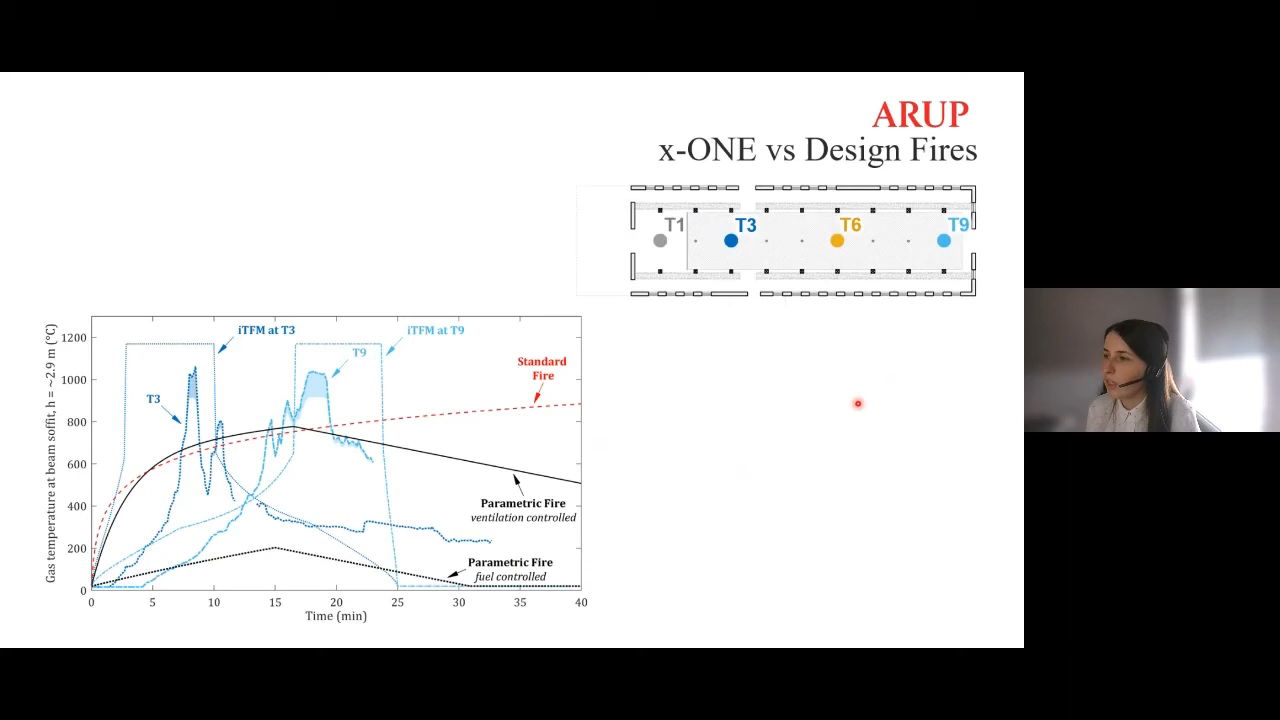 ARUP
x-ONE vs Design Fires
T1
T3
T6
T9
Gas temperature at beam soffit, h = ~2.9 m (°C)
1200
1000
800
600
400
200
0
iTFM at T3
iTFM at T9
T9
T3
Standard
Fire
Parametric Fire
ventilation controlled
Parametric Fire
fuel controlled
0 5 10 15 20 25 30 35 40
Time (min)